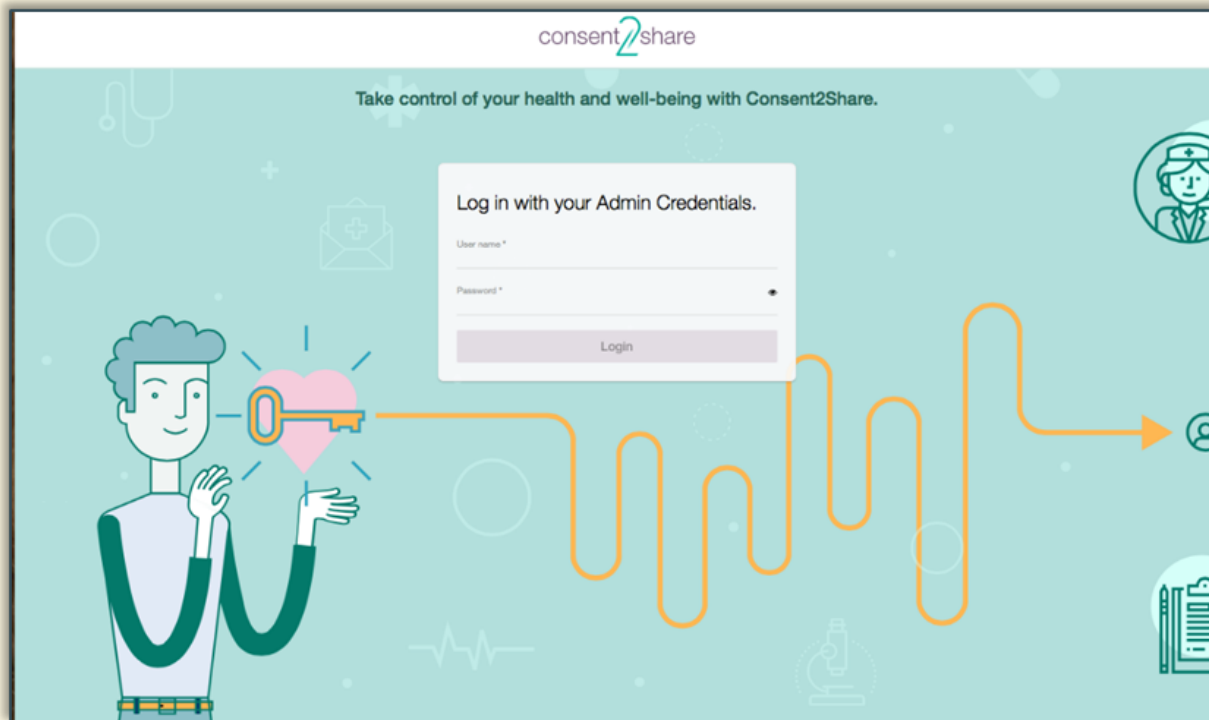 consent2share
Take control of your health and well-being with Consent2Share.
Log in with your Admin Credentials.
User name *
Password *
Login